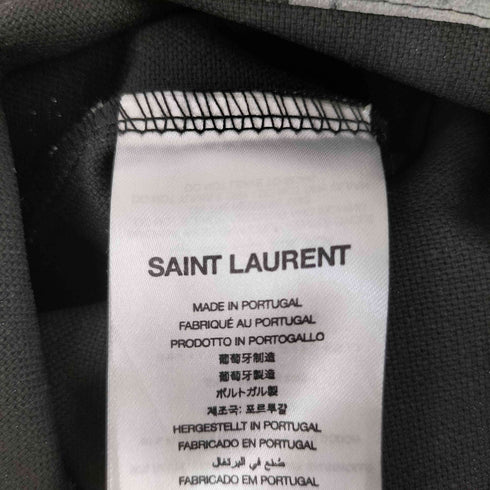 SAINT LAURENT
MADE IN PORTUGAL
FABRIQUÉ AU PORTUGAL
PRODOTTO IN PORTOGALLO
葡萄牙制造
葡萄牙製造
ポルトガル製
제조국: 포르투갈
HERGESTELLT IN PORTUGAL
FABRICADO EN PORTUGAL
صُنع في البرتغال
FABRICADO EM PORTUGAL